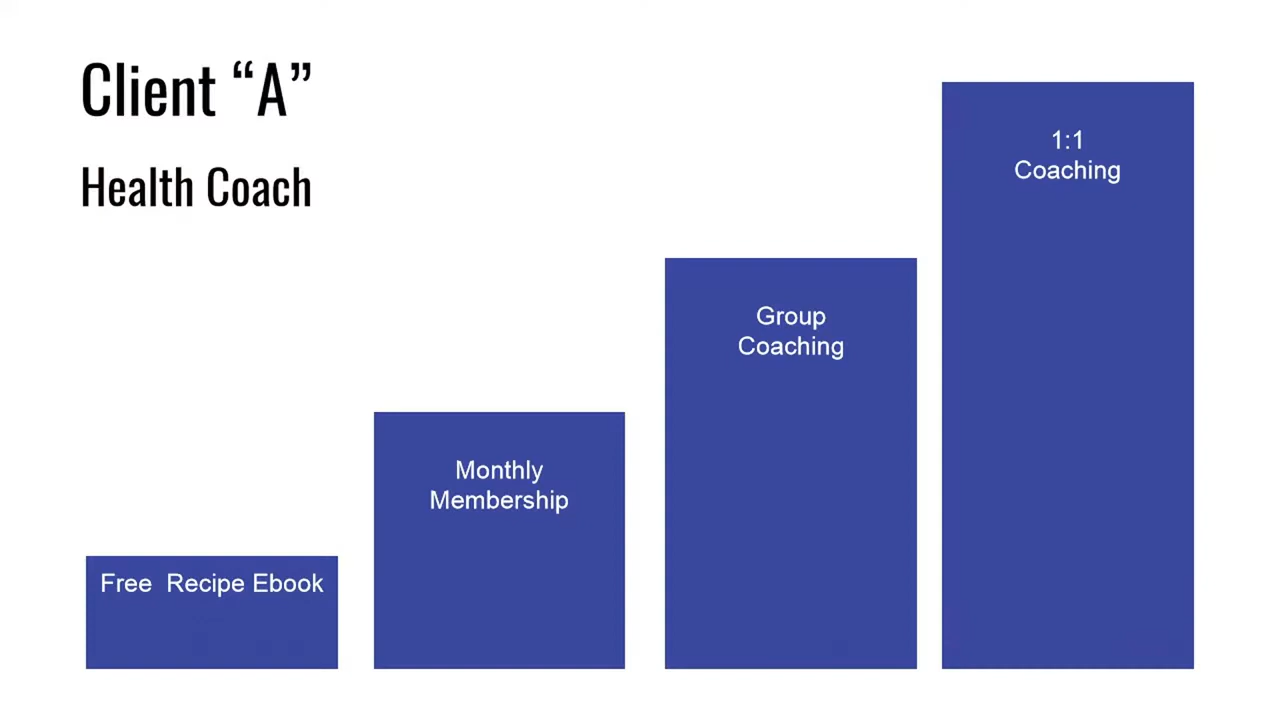 Client “A”
Health Coach
Free  Recipe Ebook
Monthly
Membership
Group
Coaching
1:1
Coaching